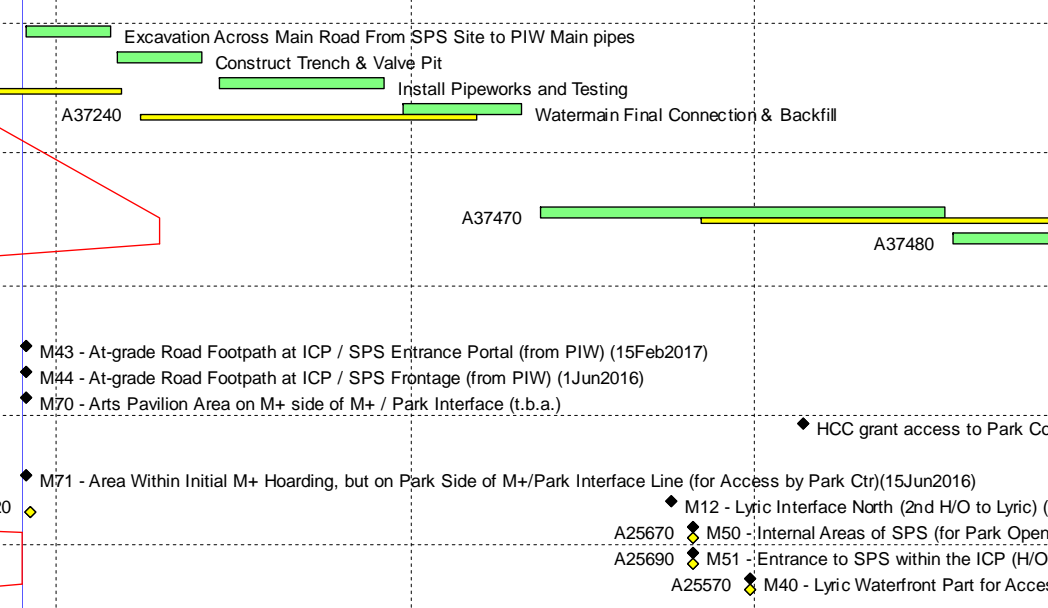 Excavation Across Main Road From SPS Site to PIW Main pipes
Construct Trench & Valve Pit
Install Pipeworks and Testing
A37240 Watermain Final Connection & Backfill
A37470
A37480
M43 - At-grade Road Footpath at ICP / SPS Entrance Portal (from PIW) (15Feb2017)
M44 - At-grade Road Footpath at ICP / SPS Frontage (from PIW) (1Jun2016)
M70 - Arts Pavilion Area on M+ side of M+ / Park Interface (t.b.a.)
HCC grant access to Park Co
M71 - Area Within Initial M+ Hoarding, but on Park Side of M+/Park Interface Line (for Access by Park Ctr)(15Jun2016)
0 M12 - Lyric Interface North (2nd H/O to Lyric) (
A25670 M50 - Internal Areas of SPS (for Park Open
A25690 M51 - Entrance to SPS within the ICP (H/O
A25570 M40 - Lyric Waterfront Part for Acce